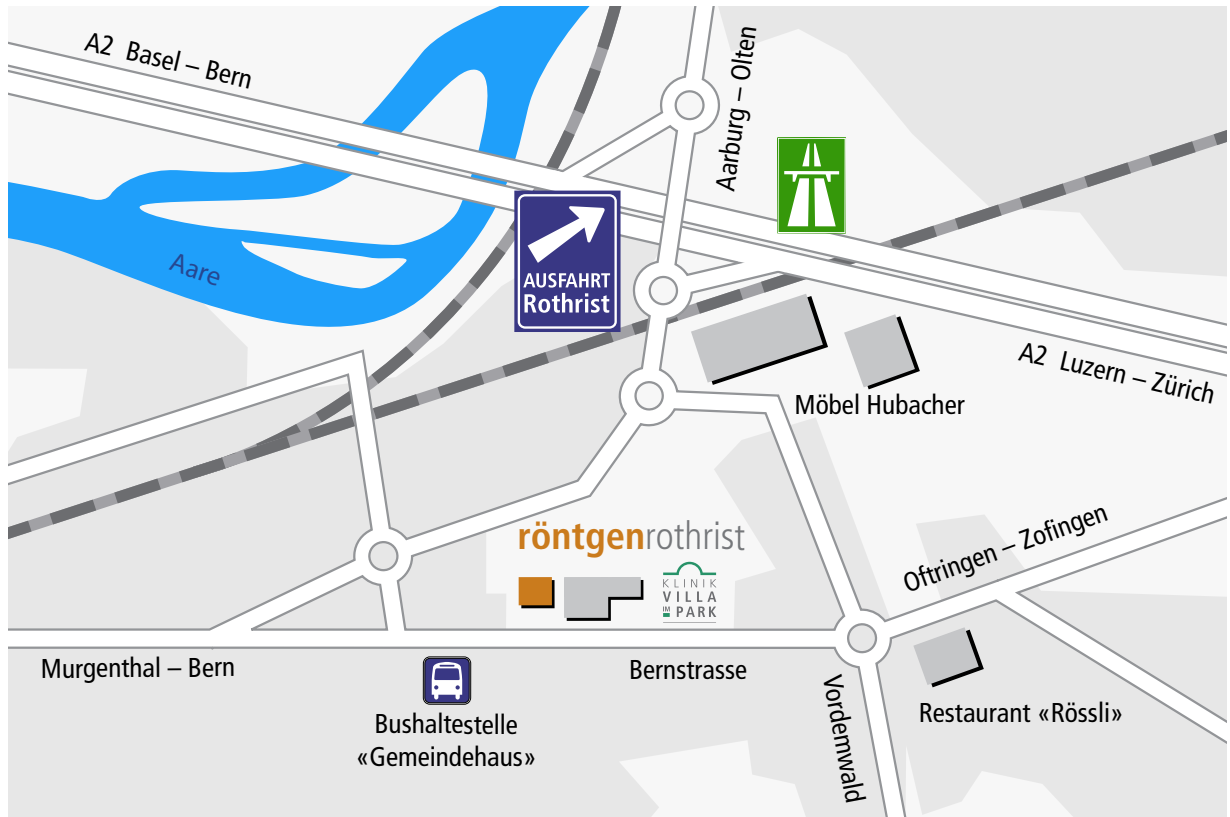 A2 Basel – Bern
Aarburg – Olten
Aare
AUSFAHRT
Rothrist
A2 Luzern – Zürich
Möbel Hubacher
Oftringen – Zofingen
röntgenrothrist
KLINIK
VILLA
IM PARK
Murgenthal – Bern
Bernstrasse
Vordemwald
Restaurant «Rössli»
Bushaltestelle
«Gemeindehaus»